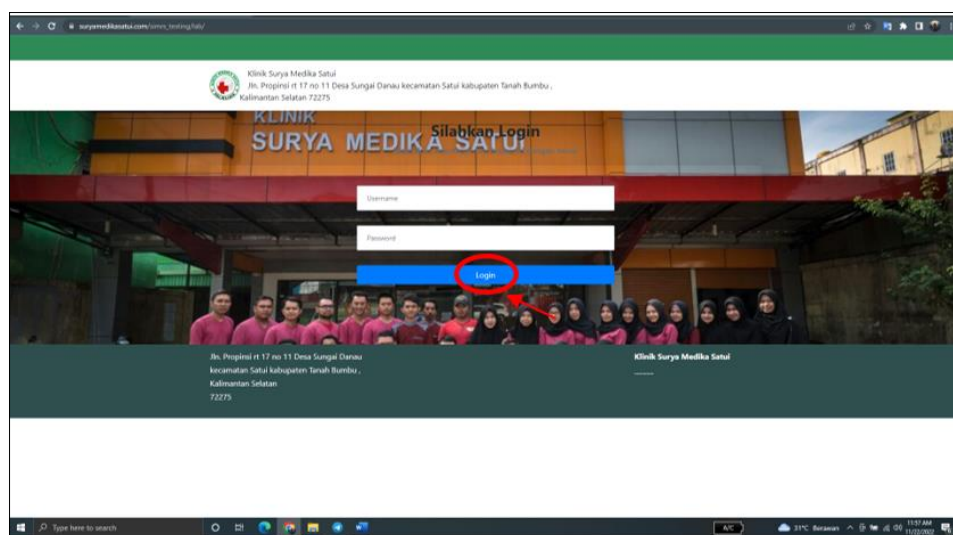 suryamedikasatui.com/simrs_testing/lab/
Klinik Surya Medika Satui
Jln. Propinsi rt 17 no 11 Desa Sungai Danau kecamatan Satui kabupaten Tanah Bumbu ,
Kalimantan Selatan 72275
KLINIK
SURYA MEDIKA SATUI
Silahkan Login
Username
Password
Login
Jln. Propinsi rt 17 no 11 Desa Sungai Danau
kecamatan Satui kabupaten Tanah Bumbu ,
Kalimantan Selatan
72275
Klinik Surya Medika Satui
Type here to search
31°C Berawan
11:57 AM
11/22/2022